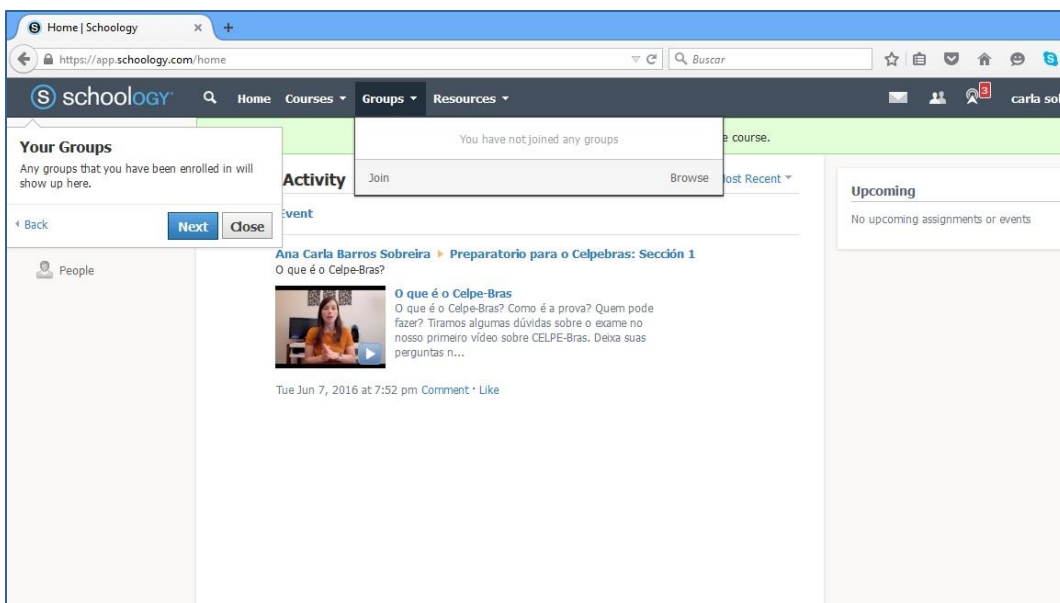 Home | Schoology
https://app.schoology.com/home
Buscar
S schoology
Home Courses Groups Resources
3
carla sol
You have not joined any groups
Join Browse
e course.
Your Groups
Any groups that you have been enrolled in will
show up here.
Back
Next Close
Activity
ost Recent
Event
Upcoming
No upcoming assignments or events
People
Ana Carla Barros Sobreira Preparatorio para o Celpebras: Sección 1
O que é o Celpe-Bras?
O que é o Celpe-Bras
O que é o Celpe-Bras? Como é a prova? Quem pode
fazer? Tiramos algumas dúvidas sobre o exame no
nosso primeiro vídeo sobre CELPE-Bras. Deixa suas
perguntas n...
Tue Jun 7, 2016 at 7:52 pm Comment · Like